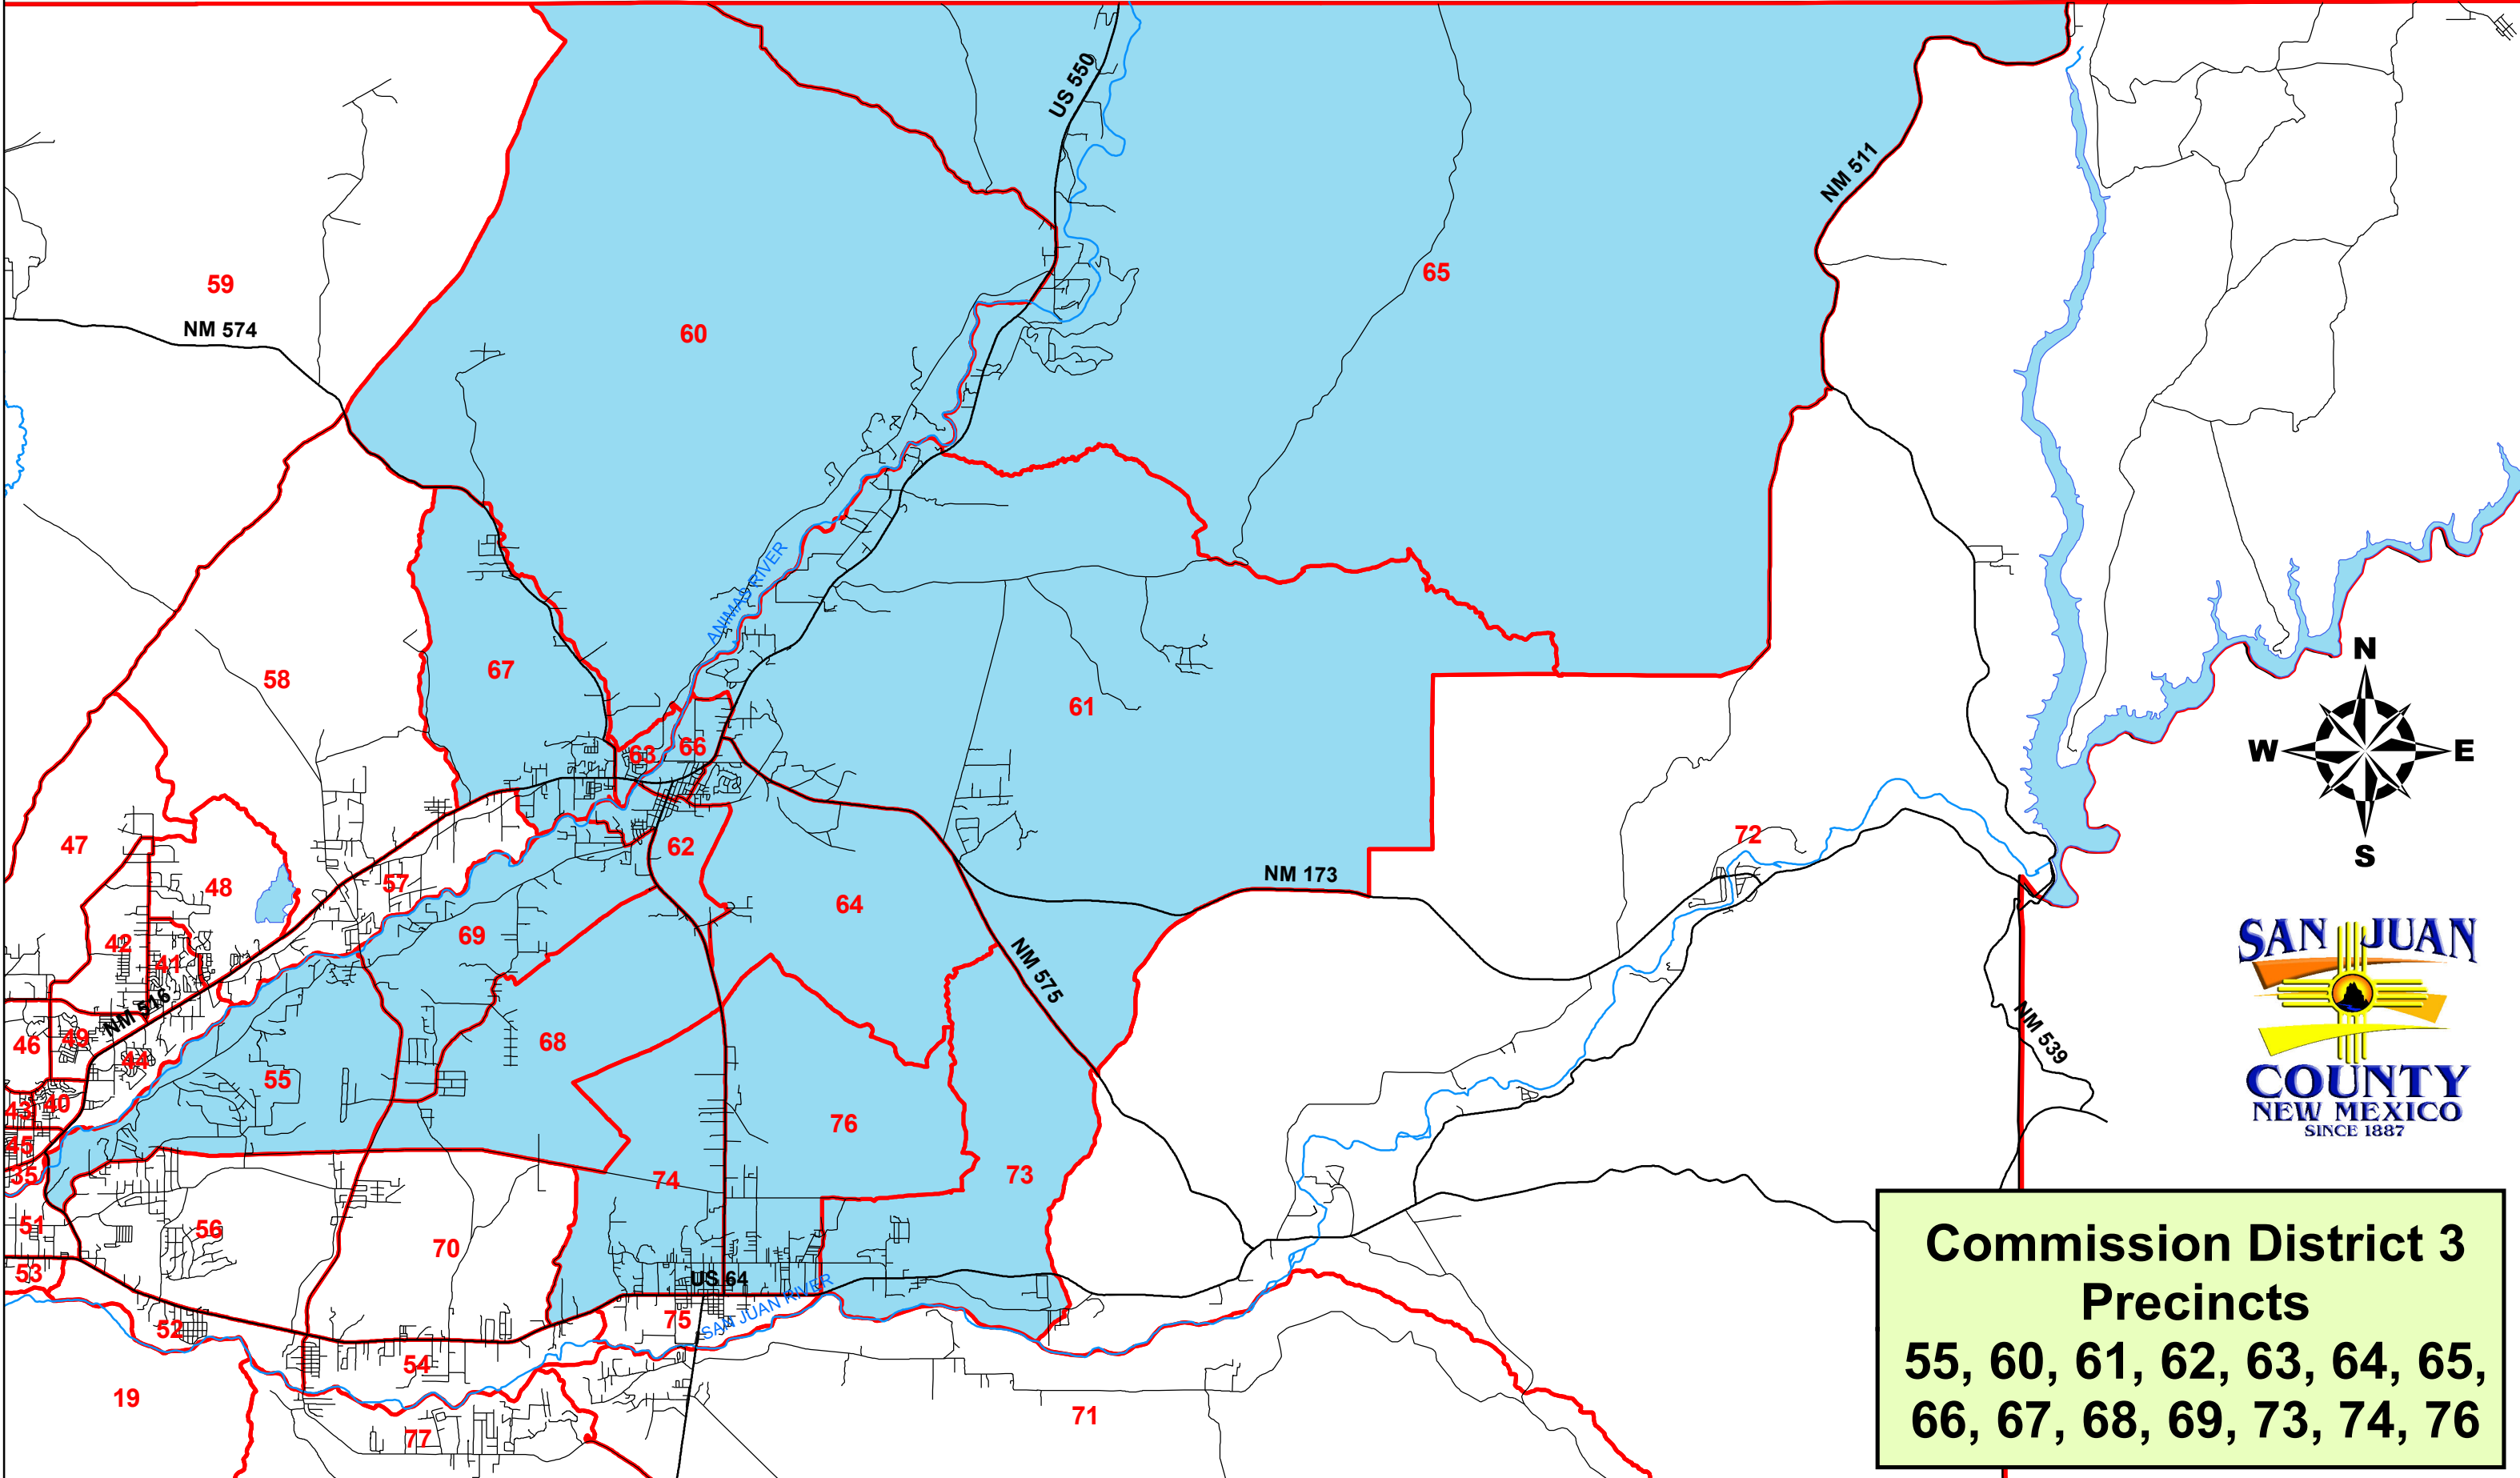 US 550
NM 511
65
59
NM 574
60
67
58
61
63
66
N
W
E
S
47
62
72
48
57
NM 173
64
42
41
69
NM 575
SAN JUAN
COUNTY
NEW MEXICO
SINCE 1887
NM 516
46
49
44
68
NM 539
55
43
40
76
45
35
74
73
51
56
70
53
US 64
ANIMAS RIVER
SAN JUAN RIVER
75
52
54
19
71
77
Commission District 3
Precincts
55, 60, 61, 62, 63, 64, 65,
66, 67, 68, 69, 73, 74, 76